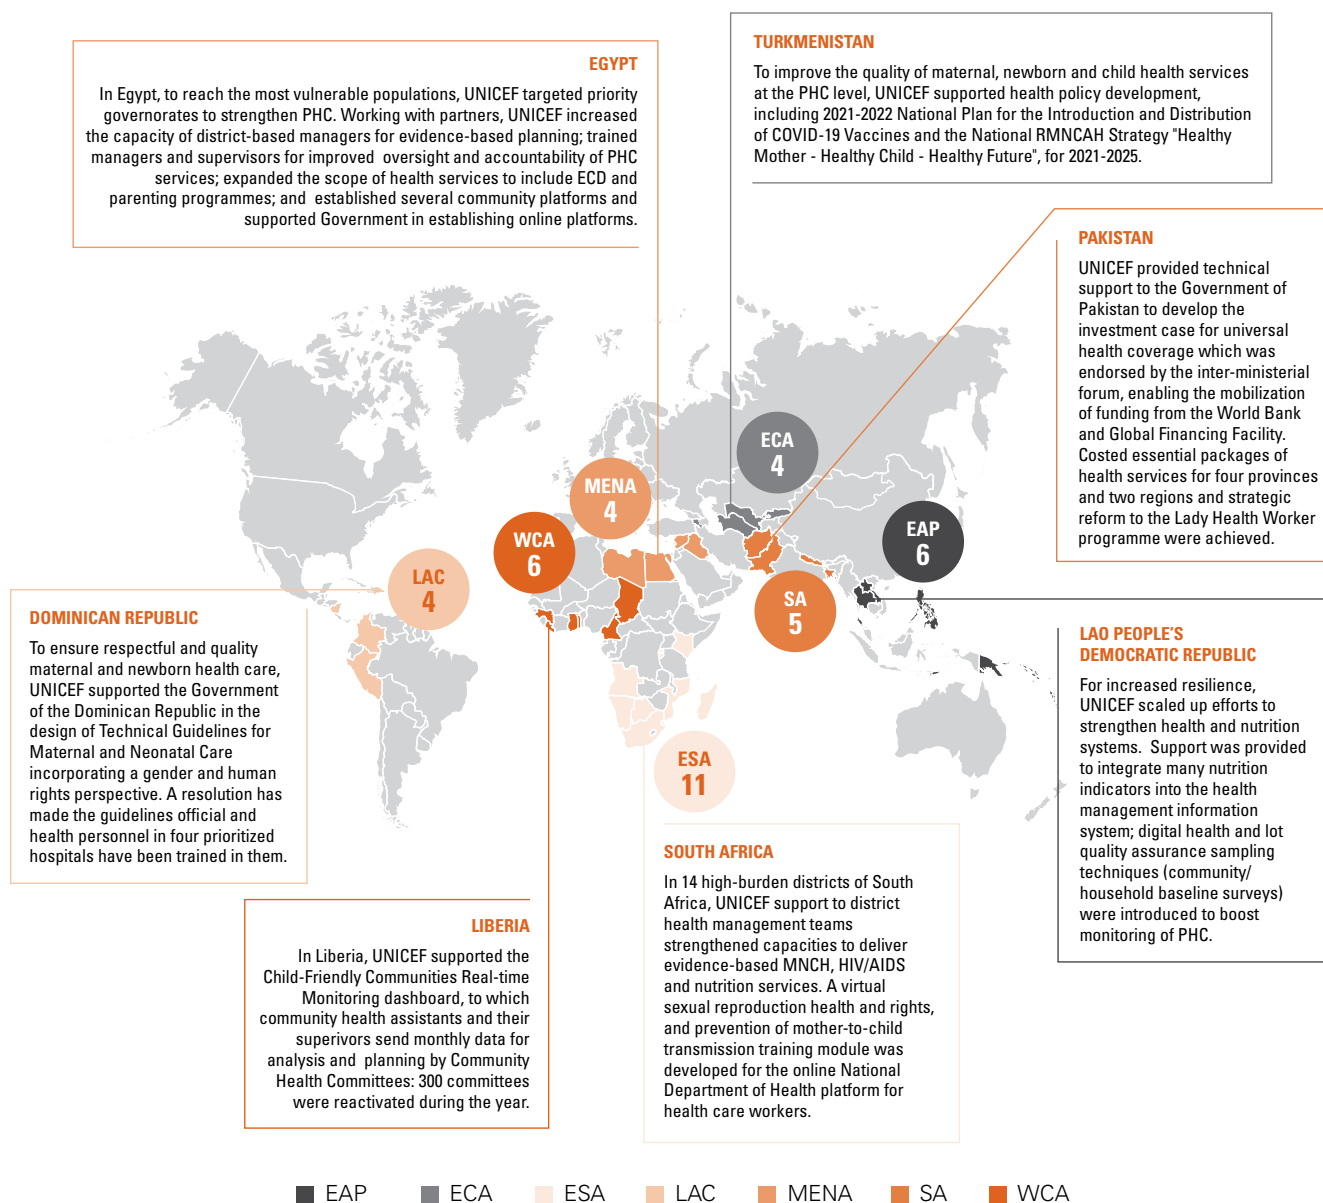 EGYPT
In Egypt, to reach the most vulnerable populations, UNICEF targeted priority
governorates to strengthen PHC. Working with partners, UNICEF increased
the capacity of district-based managers for evidence-based planning; trained
managers and supervisors for improved oversight and accountability of PHC
services; expanded the scope of health services to include ECD and
parenting programmes; and established several community platforms and
supported Government in establishing online platforms.
TURKMENISTAN
To improve the quality of maternal, newborn and child health services
at the PHC level, UNICEF supported health policy development,
including 2021-2022 National Plan for the Introduction and Distribution
of COVID-19 Vaccines and the National RMNCAH Strategy "Healthy
Mother - Healthy Child - Healthy Future", for 2021-2025.
PAKISTAN
UNICEF provided technical
support to the Government of
Pakistan to develop the
investment case for universal
health coverage which was
endorsed by the inter-ministerial
forum, enabling the mobilization
of funding from the World Bank
and Global Financing Facility.
Costed essential packages of
health services for four provinces
and two regions and strategic
reform to the Lady Health Worker
programme were achieved.
ECA
4
MENA
4
WCA
6
EAP
6
LAC
4
SA
5
ESA
11
DOMINICAN REPUBLIC
To ensure respectful and quality
maternal and newborn health care,
UNICEF supported the Government
of the Dominican Republic in the
design of Technical Guidelines for
Maternal and Neonatal Care
incorporating a gender and human
rights perspective. A resolution has
made the guidelines official and
health personnel in four prioritized
hospitals have been trained in them.
LAO PEOPLE'S
DEMOCRATIC REPUBLIC
For increased resilience,
UNICEF scaled up efforts to
strengthen health and nutrition
systems. Support was provided
to integrate many nutrition
indicators into the health
management information
system; digital health and lot
quality assurance sampling
techniques (community/
household baseline surveys)
were introduced to boost
monitoring of PHC.
LIBERIA
In Liberia, UNICEF supported the
Child-Friendly Communities Real-time
Monitoring dashboard, to which
community health assistants and their
superivors send monthly data for
analysis and planning by Community
Health Committees: 300 committees
were reactivated during the year.
SOUTH AFRICA
In 14 high-burden districts of South
Africa, UNICEF support to district
health management teams
strengthened capacities to deliver
evidence-based MNCH, HIV/AIDS
and nutrition services. A virtual
sexual reproduction health and rights,
and prevention of mother-to-child
transmission training module was
developed for the online National
Department of Health platform for
health care workers.
EAP ECA ESA LAC MENA SA WCA